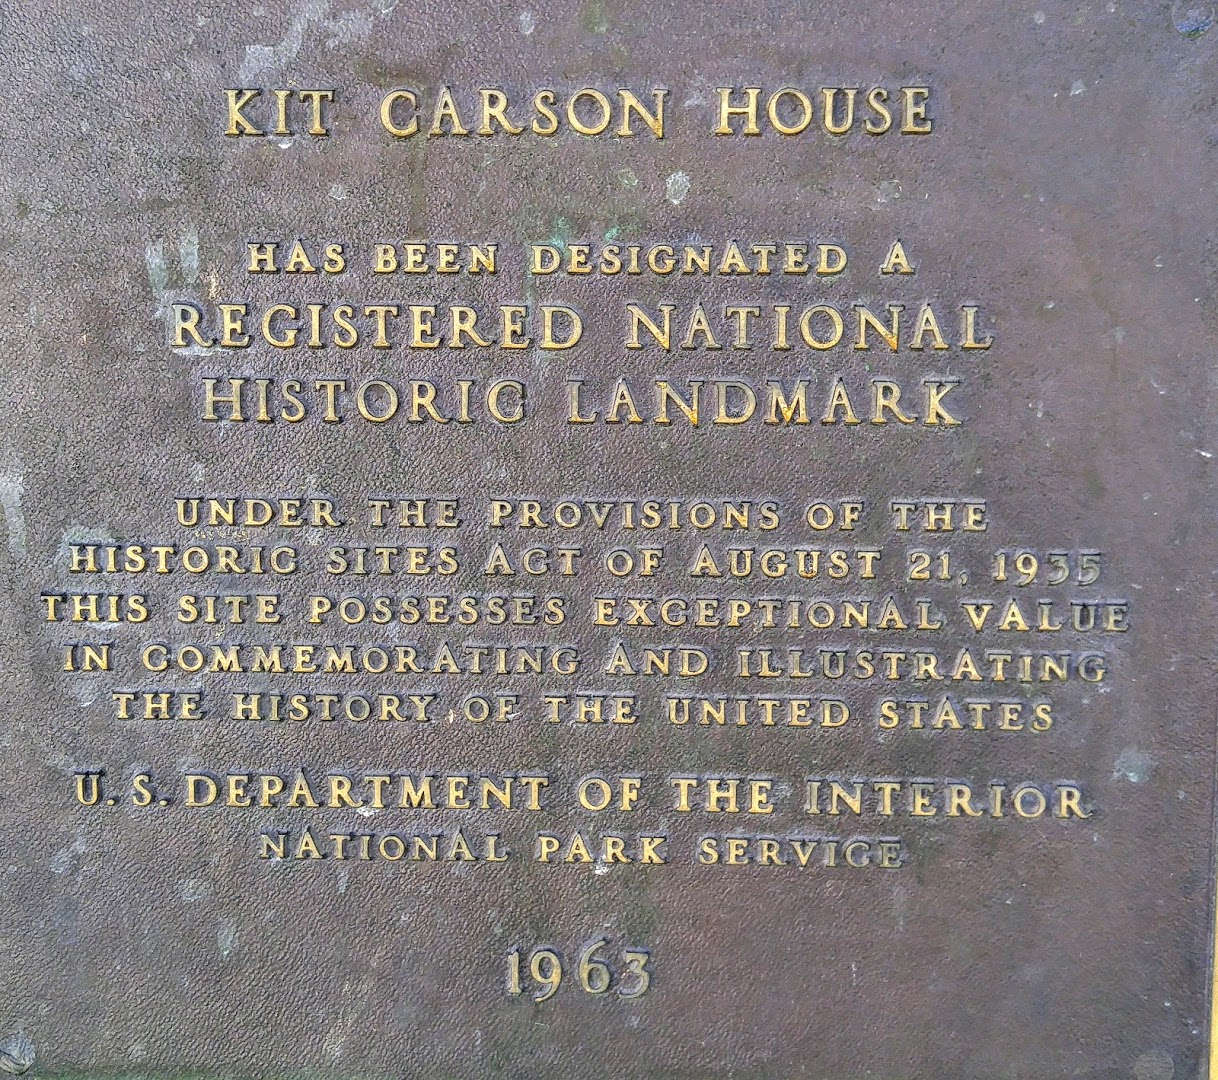 KIT CARSON HOUSE
HAS BEEN DESIGNATED A
REGISTERED NATIONAL
HISTORIC LANDMARK
UNDER THE PROVISIONS OF THE
HISTORIC SITES ACT OF AUGUST 21, 1935
THIS SITE POSSESSES EXCEPTIONAL VALUE
IN COMMEMORATING AND ILLUSTRATING
THE HISTORY OF THE UNITED STATES
U.S. DEPARTMENT OF THE INTERIOR
NATIONAL PARK SERVICE
1963